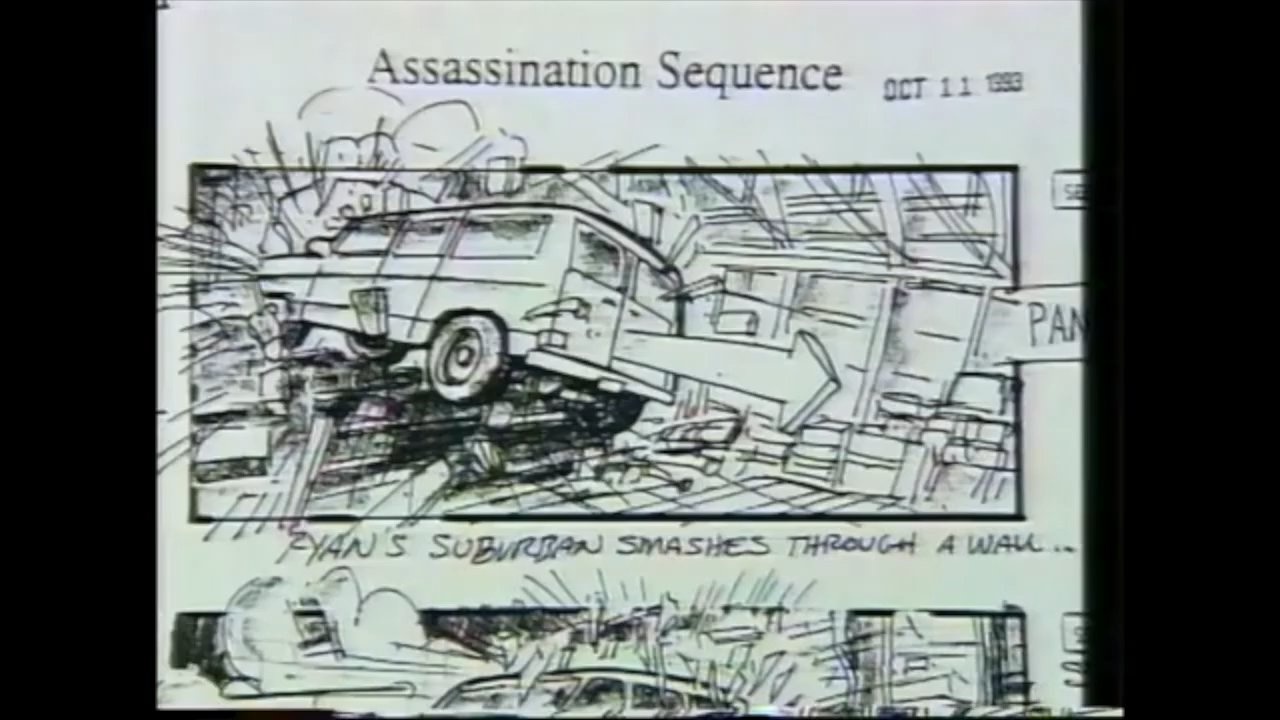 Assassination Sequence OCT 11 1993
PAN
RYAN'S SUBURBAN SMASHES THROUGH A WALL...